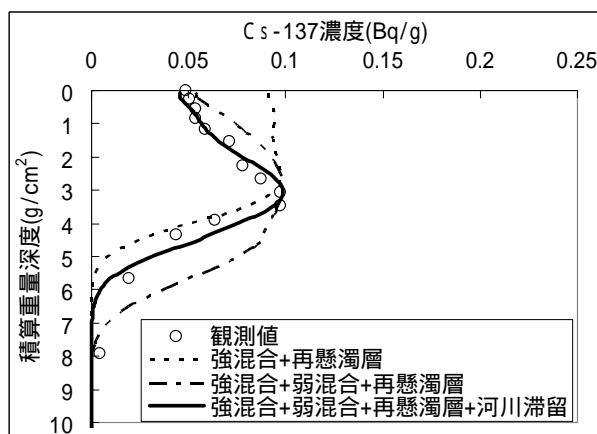 Cs-137濃度(Bq/g)
0 0.05 0.1 0.15 0.2 0.25
積算重量深度(g/cm²)
0
1
2
3
4
5
6
7
8
9
10
観測値
強混合+再懸濁層
強混合+弱混合+再懸濁層
強混合+弱混合+再懸濁層+河川滞留